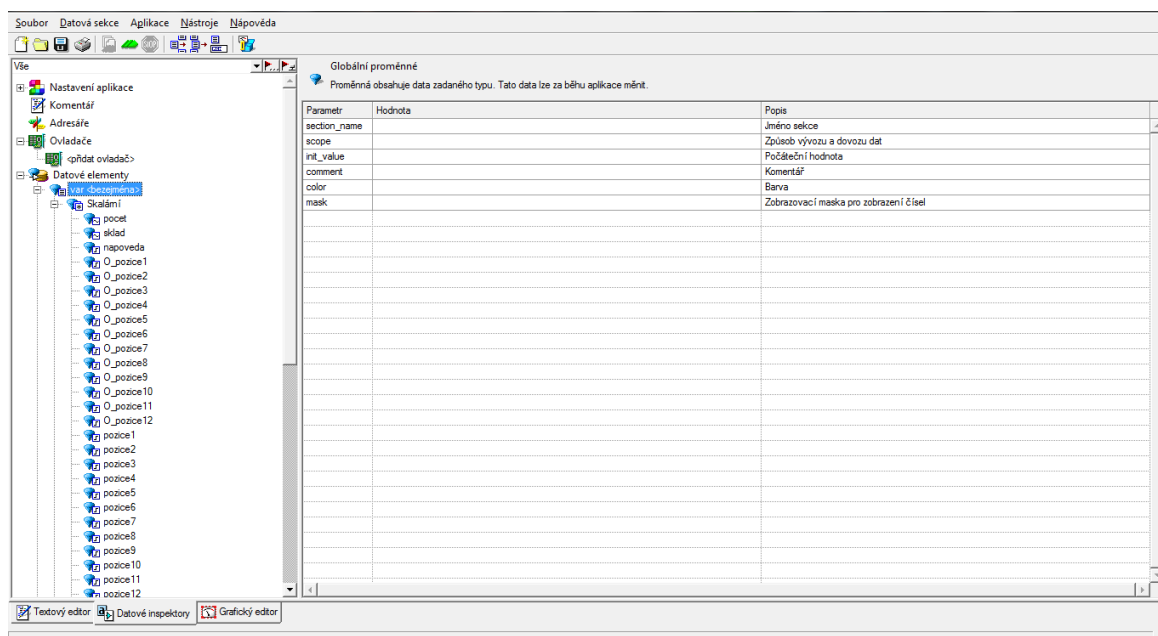 Soubor Datová sekce Aplikace Nástroje Nápověda
Vše
Nastavení aplikace
Komentář
Adresáře
Ovladače
<přidat ovladač>
Datové elementy
var <bezejména>
Skalární
pocet
sklad
napoveda
O_pozice1
O_pozice2
O_pozice3
O_pozice4
O_pozice5
O_pozice6
O_pozice7
O_pozice8
O_pozice9
O_pozice10
O_pozice11
O_pozice12
pozice1
pozice2
pozice3
pozice4
pozice5
pozice6
pozice7
pozice8
pozice9
pozice10
pozice11
pozice12
Globální proměnné
Proměnná obsahuje data zadaného typu. Tato data lze za běhu aplikace měnit.
Parametr Hodnota Popis
section_name Jméno sekce
scope Způsob vývozu a dovozu dat
init_value Počáteční hodnota
comment Komentář
color Barva
mask Zobrazovací maska pro zobrazení čísel
Textový editor Datové inspektory Grafický editor